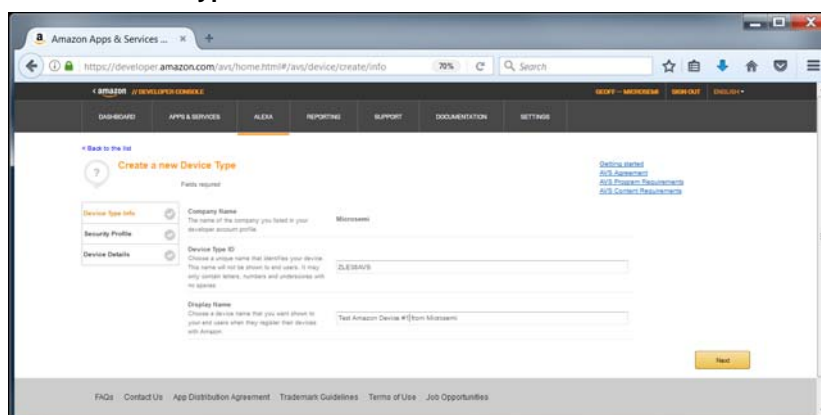 Amazon Apps & Services ...
https://developer.amazon.com/avs/home.html#/avs/device/create/info
70%
Search
amazon // DEVELOPER CONSOLE
GEOFF - MICROSEMI
SIGN OUT
ENGLISH
DASHBOARD
APPS & SERVICES
ALEXA
REPORTING
SUPPORT
DOCUMENTATION
SETTINGS
< Back to the list
?
Create a new Device Type
Fields required
Getting started
AVS Agreement
AVS Program Requirements
AVS Content Requirements
Device Type Info
Security Profile
Device Details
Company Name
The name of the company you listed in your
developer account profile.
Microsemi
Device Type ID
Choose a unique name that identifies your device.
This name will not be shown to end users. It may
only contain letters, numbers and underscores with
no spaces.
ZLE38AVS
Display Name
Choose a device name that you want shown to
your end users when they register their devices
with Amazon.
Test Amazon Device #1 from Microsemi
Next
FAQs
Contact Us
App Distribution Agreement
Trademark Guidelines
Terms of Use
Job Opportunities